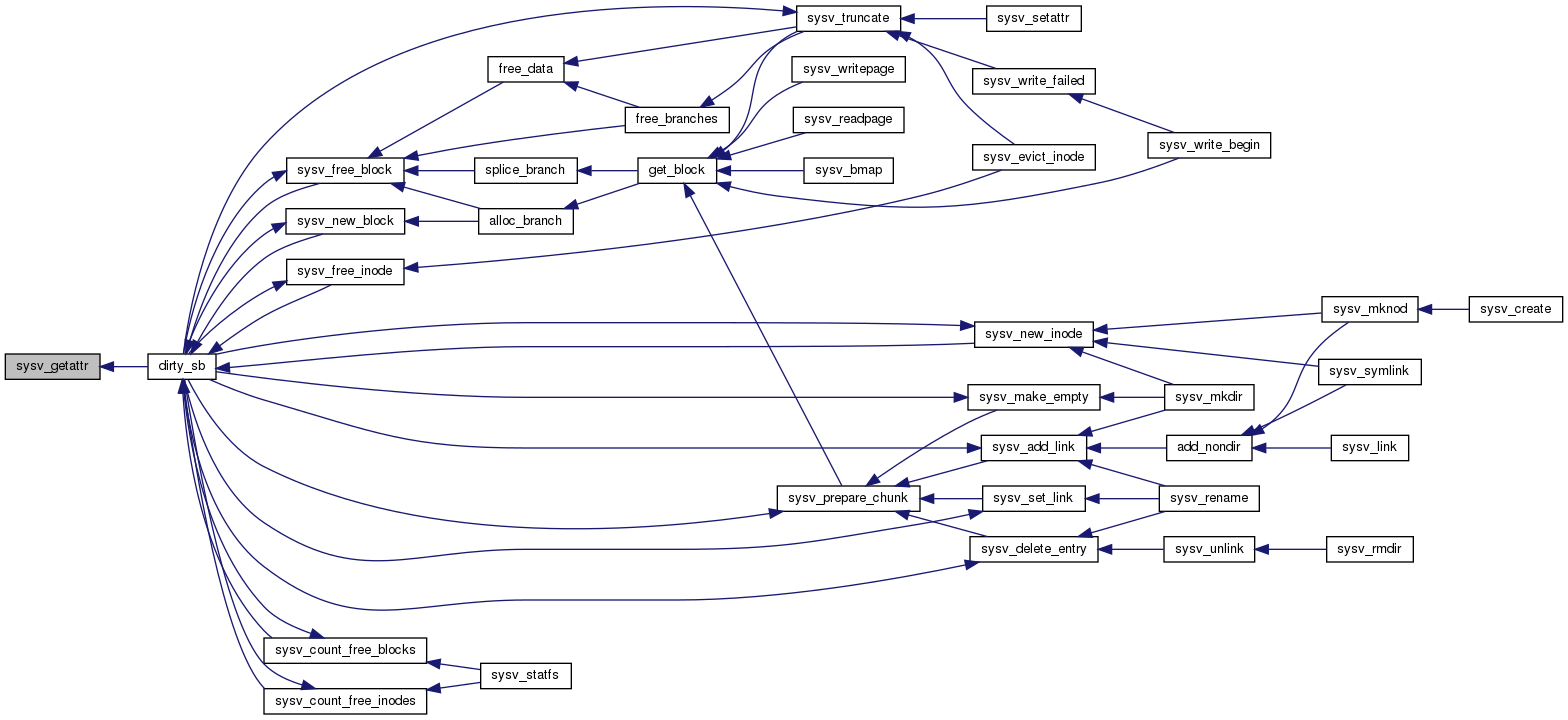 sysv_truncate
sysv_setattr
free_data
sysv_writepage
sysv_write_failed
free_branches
sysv_readpage
sysv_write_begin
sysv_evict_inode
sysv_free_block
splice_branch
get_block
sysv_bmap
sysv_new_block
alloc_branch
sysv_free_inode
sysv_mknod
sysv_create
sysv_new_inode
sysv_getattr
dirty_sb
sysv_symlink
sysv_make_empty
sysv_mkdir
sysv_add_link
add_nondir
sysv_link
sysv_prepare_chunk
sysv_set_link
sysv_rename
sysv_delete_entry
sysv_unlink
sysv_rmdir
sysv_count_free_blocks
sysv_statfs
sysv_count_free_inodes